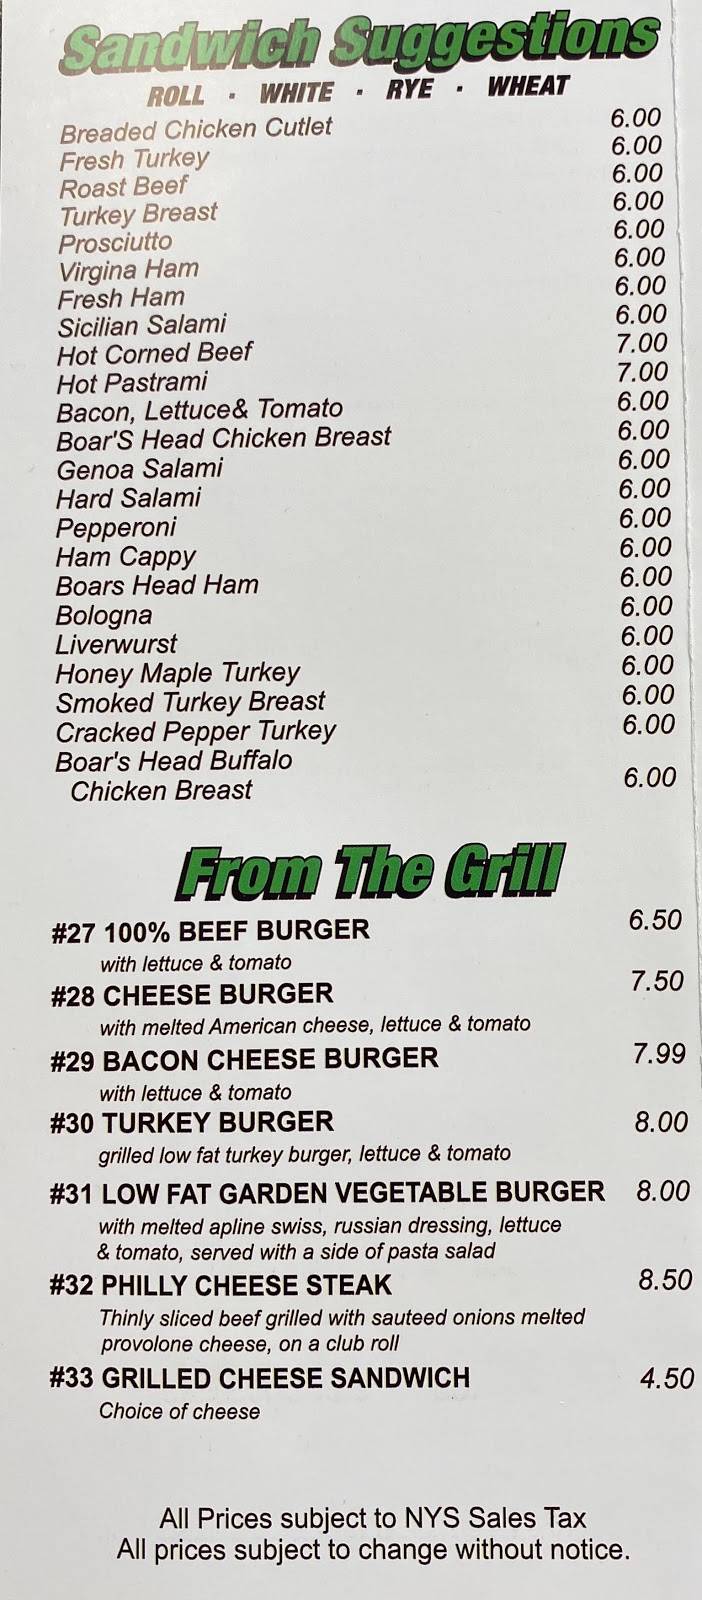 Sandwich Suggestions
ROLL · WHITE · RYE · WHEAT
Breaded Chicken Cutlet 6.00
Fresh Turkey 6.00
Roast Beef 6.00
Turkey Breast 6.00
Prosciutto 6.00
Virgina Ham 6.00
Fresh Ham 6.00
Sicilian Salami 6.00
Hot Corned Beef 7.00
Hot Pastrami 7.00
Bacon, Lettuce& Tomato 6.00
Boar'S Head Chicken Breast 6.00
Genoa Salami 6.00
Hard Salami 6.00
Pepperoni 6.00
Ham Cappy 6.00
Boars Head Ham 6.00
Bologna 6.00
Liverwurst 6.00
Honey Maple Turkey 6.00
Smoked Turkey Breast 6.00
Cracked Pepper Turkey 6.00
Boar's Head Buffalo
Chicken Breast 6.00
From The Grill
#27 100% BEEF BURGER 6.50
with lettuce & tomato
#28 CHEESE BURGER 7.50
with melted American cheese, lettuce & tomato
#29 BACON CHEESE BURGER 7.99
with lettuce & tomato
#30 TURKEY BURGER 8.00
grilled low fat turkey burger, lettuce & tomato
#31 LOW FAT GARDEN VEGETABLE BURGER 8.00
with melted apline swiss, russian dressing, lettuce
& tomato, served with a side of pasta salad
#32 PHILLY CHEESE STEAK 8.50
Thinly sliced beef grilled with sauteed onions melted
provolone cheese, on a club roll
#33 GRILLED CHEESE SANDWICH 4.50
Choice of cheese
All Prices subject to NYS Sales Tax
All prices subject to change without notice.